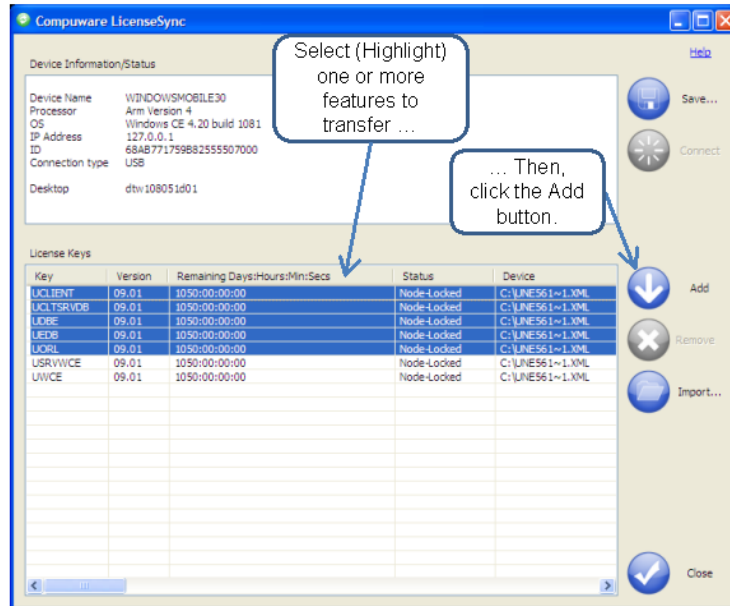 Compuware LicenseSync
Help
Device Information/Status
Device Name WINDOWSMOBILE30
Processor Arm Version 4
OS Windows CE 4.20 build 1081
IP Address 127.0.0.1
ID 68AB771759B82555507000
Connection type USB
Desktop dtw108051d01
Save...
Connect
Select (Highlight)
one or more
features to
transfer ...
... Then,
click the Add
button.
License Keys
Key Version Remaining Days:Hours:Min:Secs Status Device
UCLIENT 09.01 1050:00:00:00 Node-Locked C:\UNE561~1.XML
UCLTSRVDB 09.01 1050:00:00:00 Node-Locked C:\UNE561~1.XML
UDBE 09.01 1050:00:00:00 Node-Locked C:\UNE561~1.XML
UEDB 09.01 1050:00:00:00 Node-Locked C:\UNE561~1.XML
UORL 09.01 1050:00:00:00 Node-Locked C:\UNE561~1.XML
USRVWCE 09.01 1050:00:00:00 Node-Locked C:\UNE561~1.XML
UWCE 09.01 1050:00:00:00 Node-Locked C:\UNE561~1.XML
Add
Remove
Import...
Close